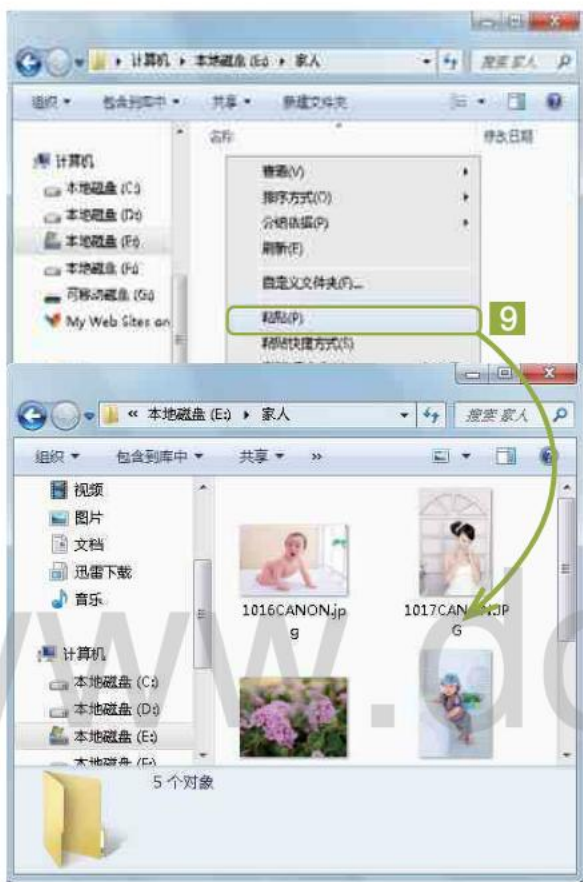 计算机 ▸ 本地磁盘 (E:) ▸ 家人 搜索 家人
组织 包含到库中 共享 新建文件夹
名称 修改日期
计算机
本地磁盘 (C:)
本地磁盘 (D:)
本地磁盘 (E:)
本地磁盘 (F:)
可移动磁盘 (G:)
My Web Sites on
查看(V)
排序方式(O)
分组依据(P)
刷新(E)
自定义文件夹(F)...
粘贴(P)
粘贴快捷方式(S)
9
« 本地磁盘 (E:) ▸ 家人 搜索 家人
组织 包含到库中 共享 »
视频
图片
文档
迅雷下载
音乐
计算机
本地磁盘 (C:)
本地磁盘 (D:)
本地磁盘 (E:)
本地磁盘 (F:)
1016CANON.jp
g
1017CANON.JP
G
5 个对象